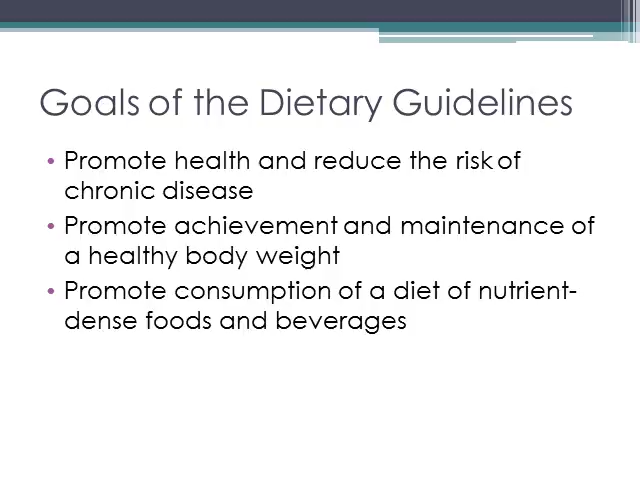 Goals of the Dietary Guidelines
• Promote health and reduce the risk of
chronic disease
• Promote achievement and maintenance of
a healthy body weight
• Promote consumption of a diet of nutrient-
dense foods and beverages